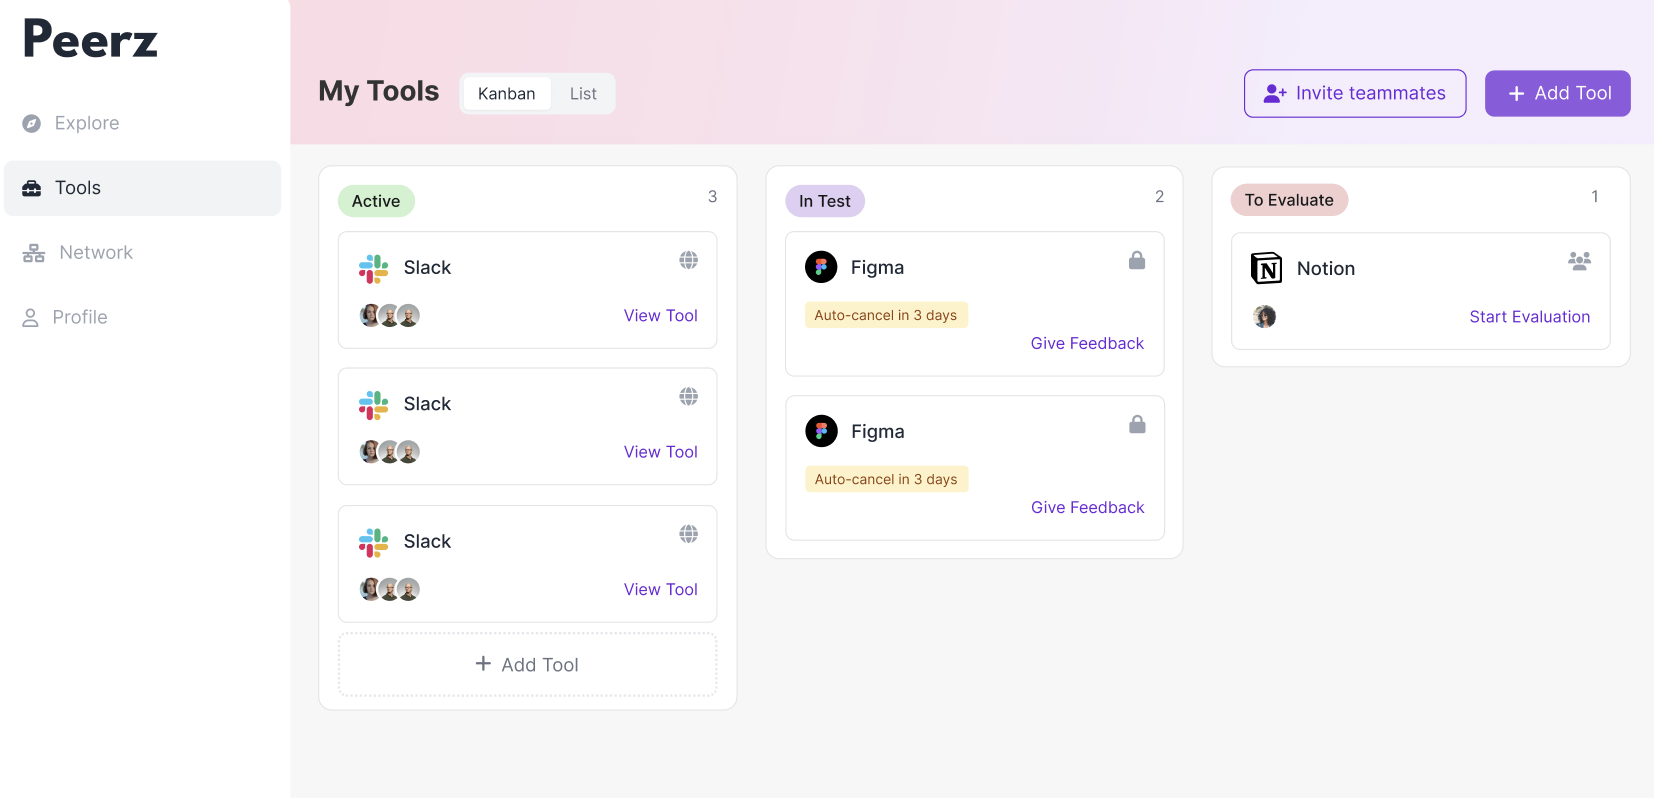 Peerz
Explore
Tools
Network
Profile
My Tools
Kanban
List
Invite teammates
+ Add Tool
Active
3
Slack
View Tool
Slack
View Tool
Slack
View Tool
+ Add Tool
In Test
2
Figma
Auto-cancel in 3 days
Give Feedback
Figma
Auto-cancel in 3 days
Give Feedback
To Evaluate
1
Notion
Start Evaluation